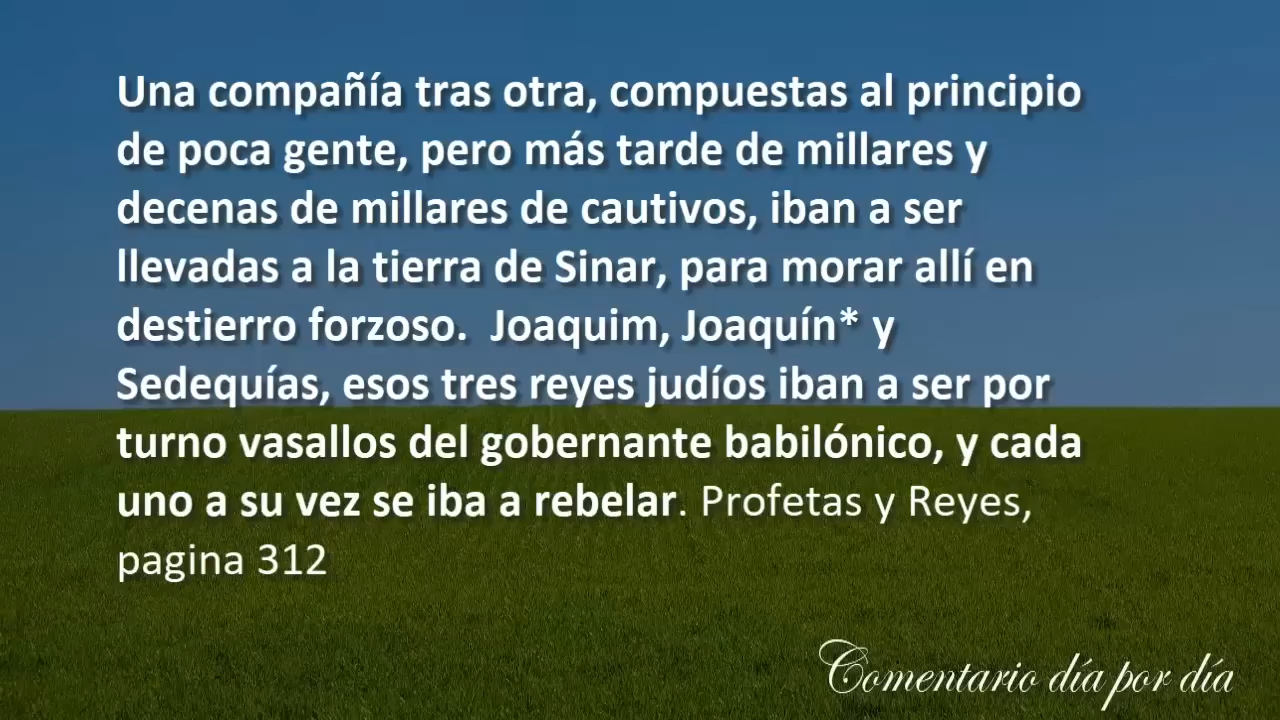 Una compañía tras otra, compuestas al principio
de poca gente, pero más tarde de millares y
decenas de millares de cautivos, iban a ser
llevadas a la tierra de Sinar, para morar allí en
destierro forzoso.  Joaquim, Joaquín* y
Sedequías, esos tres reyes judíos iban a ser por
turno vasallos del gobernante babilónico, y cada
uno a su vez se iba a rebelar. Profetas y Reyes,
pagina 312
Comentario día por día